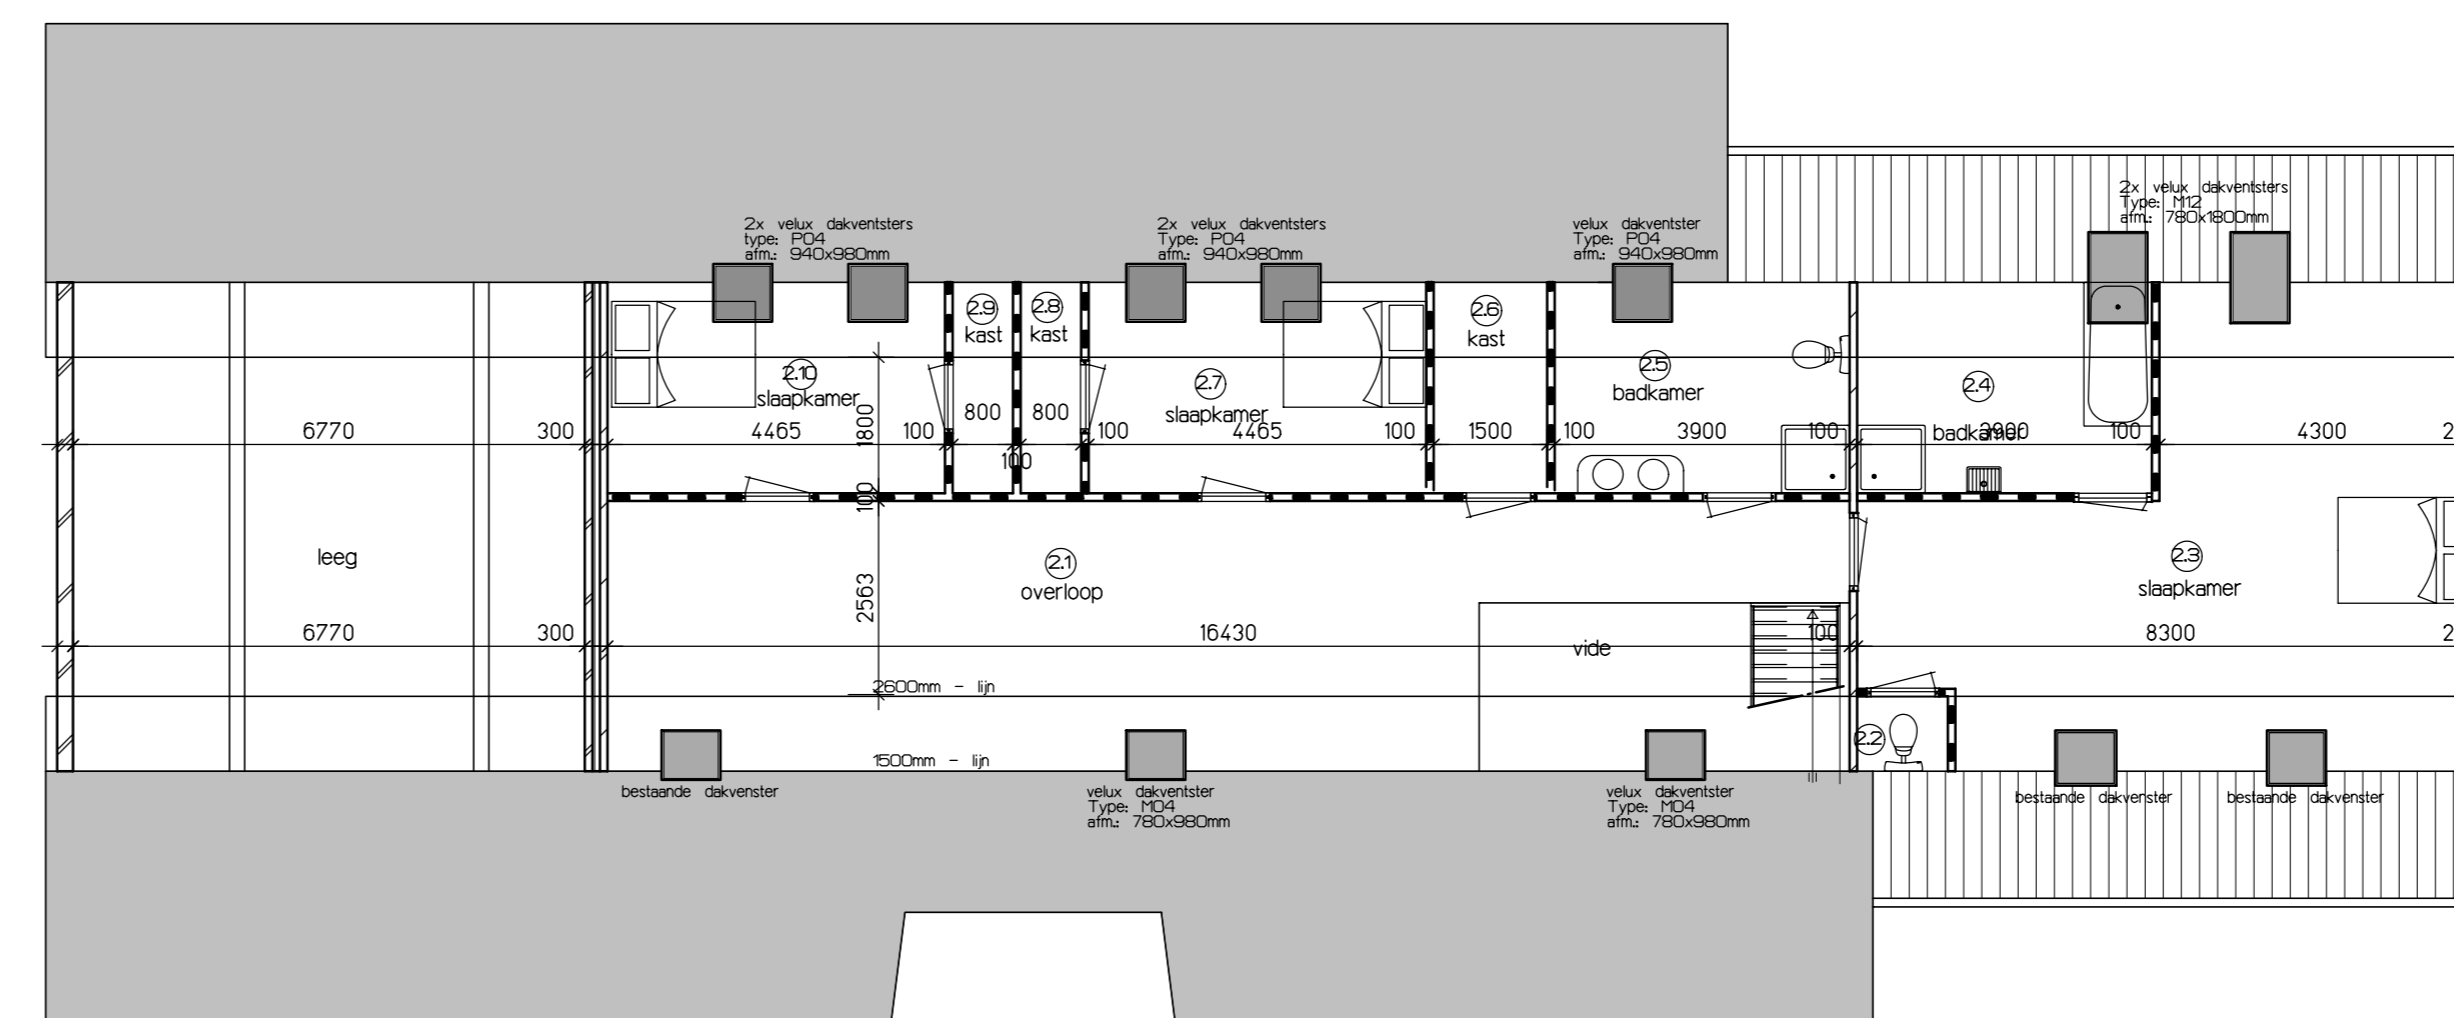 2x velux dakventsters
Type: M12
afm.: 780x1800mm
2x velux dakventsters
type: P04
afm.: 940x980mm
2x velux dakventsters
Type: P04
afm.: 940x980mm
velux dakventster
Type: P04
afm.: 940x980mm
2.9
kast
2.8
kast
2.6
kast
2.10
slaapkamer
2.7
slaapkamer
2.5
badkamer
2.4
badkamer
800
800
1800
6770
300
4465
100
100
4465
100
1500
100
3900
100
3900
100
4300
2
100
100
leeg
2.1
overloop
2.3
slaapkamer
2563
6770
300
16430
100
8300
2
vide
2600mm - lijn
2.2
1500mm - lijn
bestaande dakvenster
velux dakventster
Type: M04
afm.: 780x980mm
velux dakventster
Type: M04
afm.: 780x980mm
bestaande dakvenster
bestaande dakvenster